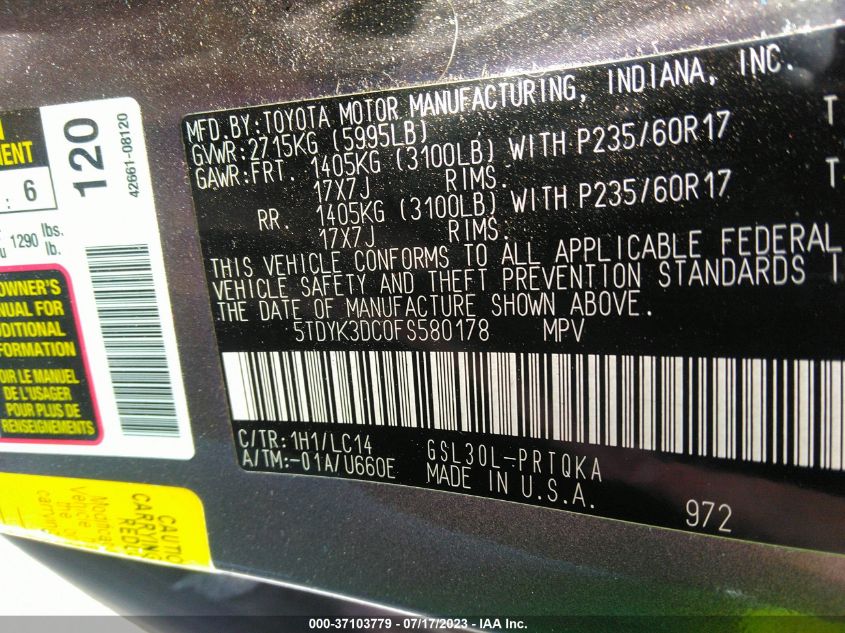 MFD.BY:TOYOTA MOTOR MANUFACTURING, INDIANA, INC.
GVWR:2715KG (5995LB) T
GAWR:FRT. 1405KG (3100LB) WITH P235/60R17
17X7J RIMS. T
RR. 1405KG (3100LB) WITH P235/60R17
17X7J RIMS.
THIS VEHICLE CONFORMS TO ALL APPLICABLE FEDERAL
VEHICLE SAFETY AND THEFT PREVENTION STANDARDS I
THE DATE OF MANUFACTURE SHOWN ABOVE.
5TDYK3DC0FS580178 MPV
C/TR:1H1/LC14 GSL30L-PRTQKA
A/TM:-01A/U660E MADE IN U.S.A.
972
: 6
1290 lbs.
lb.
120
42661-08120
OWNER'S
MANUAL FOR
ADDITIONAL
INFORMATION
LE MANUEL
DE L'USAGER
POUR PLUS DE
RENSEIGNEMENTS
000-37103779 - 07/17/2023 - IAA Inc.